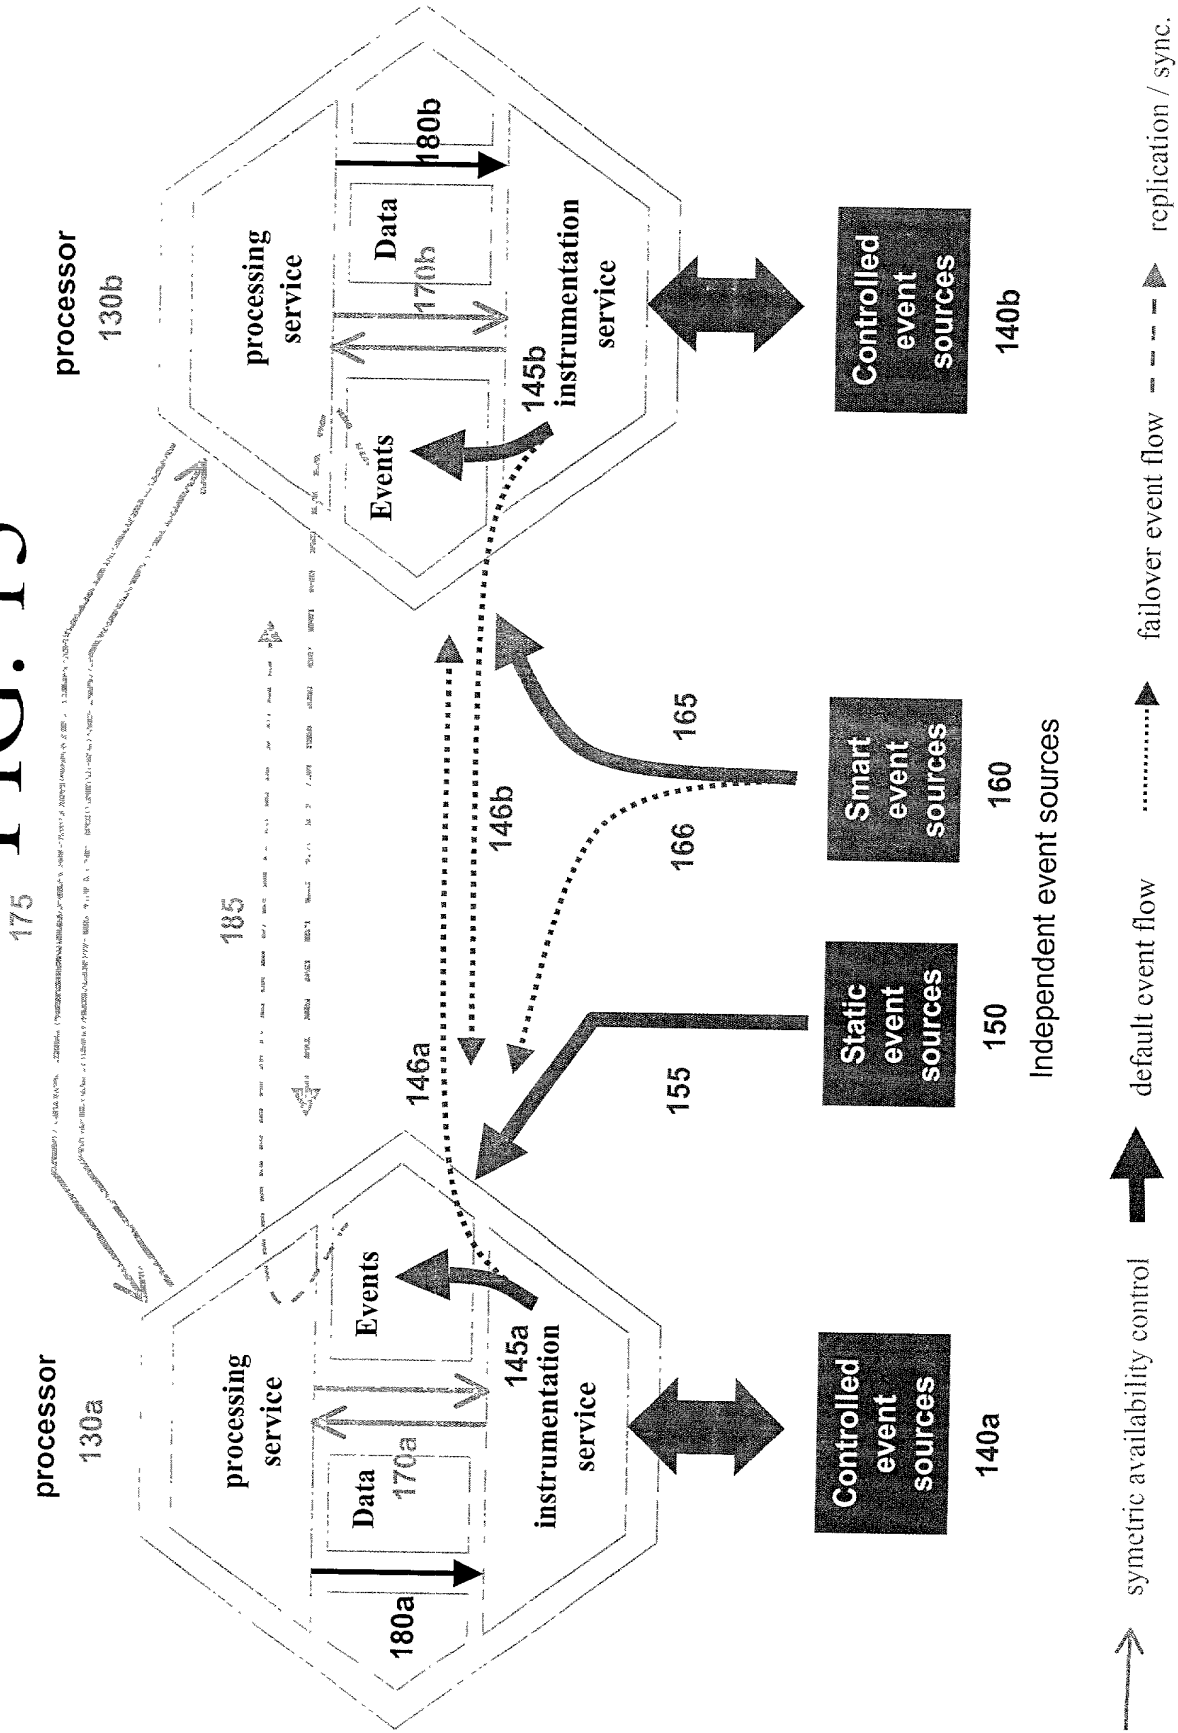 FIG. 15
175
processor
130a
processor
130b
185
processing
service
processing
service
180a
Data
170a
Events
146a
146b
Events
Data
170b
180b
145a
instrumentation
service
145b
instrumentation
service
155
166
165
Controlled
event
sources
140a
Static
event
sources
150
Smart
event
sources
160
Controlled
event
sources
140b
Independent event sources
symetric availability control
default event flow
failover event flow
replication / sync.